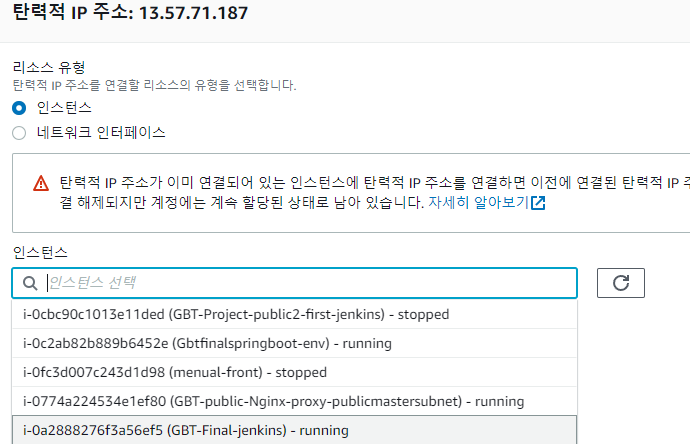 탄력적 IP 주소: 13.57.71.187
리소스 유형
탄력적 IP 주소를 연결할 리소스의 유형을 선택합니다.
인스턴스
네트워크 인터페이스
탄력적 IP 주소가 이미 연결되어 있는 인스턴스에 탄력적 IP 주소를 연결하면 이전에 연결된 탄력적 IP 주
결 해제되지만 계정에는 계속 할당된 상태로 남아 있습니다. 자세히 알아보기
인스턴스
인스턴스 선택
i-0cbc90c1013e11ded (GBT-Project-public2-first-jenkins) - stopped
i-0c2ab82b889b6452e (Gbtfinalspringboot-env) - running
i-0fc3d007c243d1d98 (menual-front) - stopped
i-0774a224534e1ef80 (GBT-public-Nginx-proxy-publicmastersubnet) - running
i-0a2888276f3a56ef5 (GBT-Final-jenkins) - running